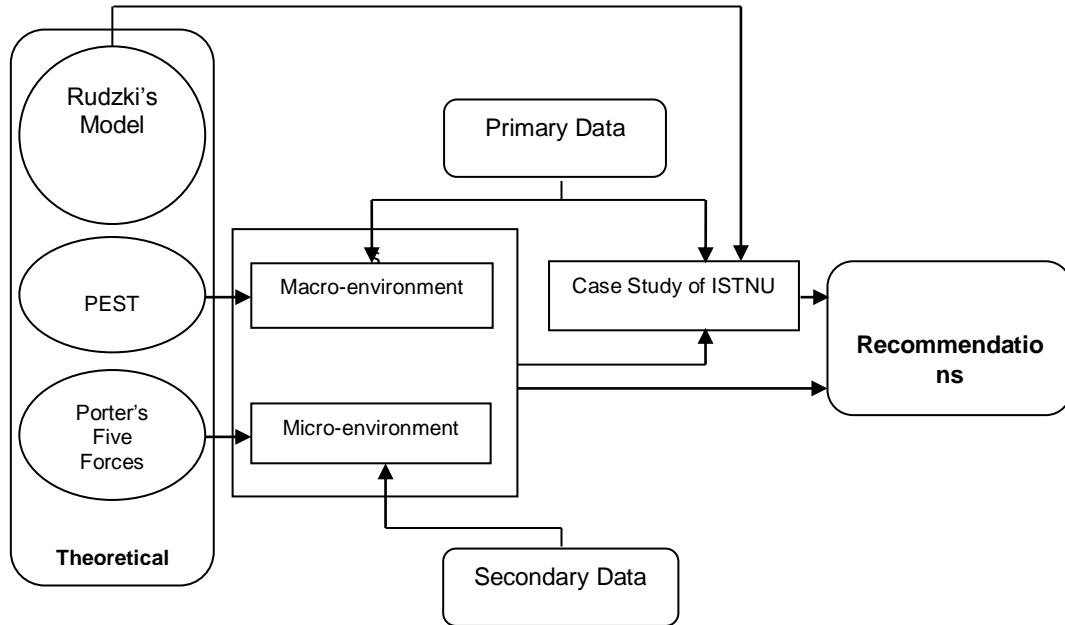 Rudzki's
Model
Primary Data
Macro-environment
Case Study of ISTNU
PEST
Recommendatio
ns
Porter's
Five
Forces
Micro-environment
Theoretical
Secondary Data